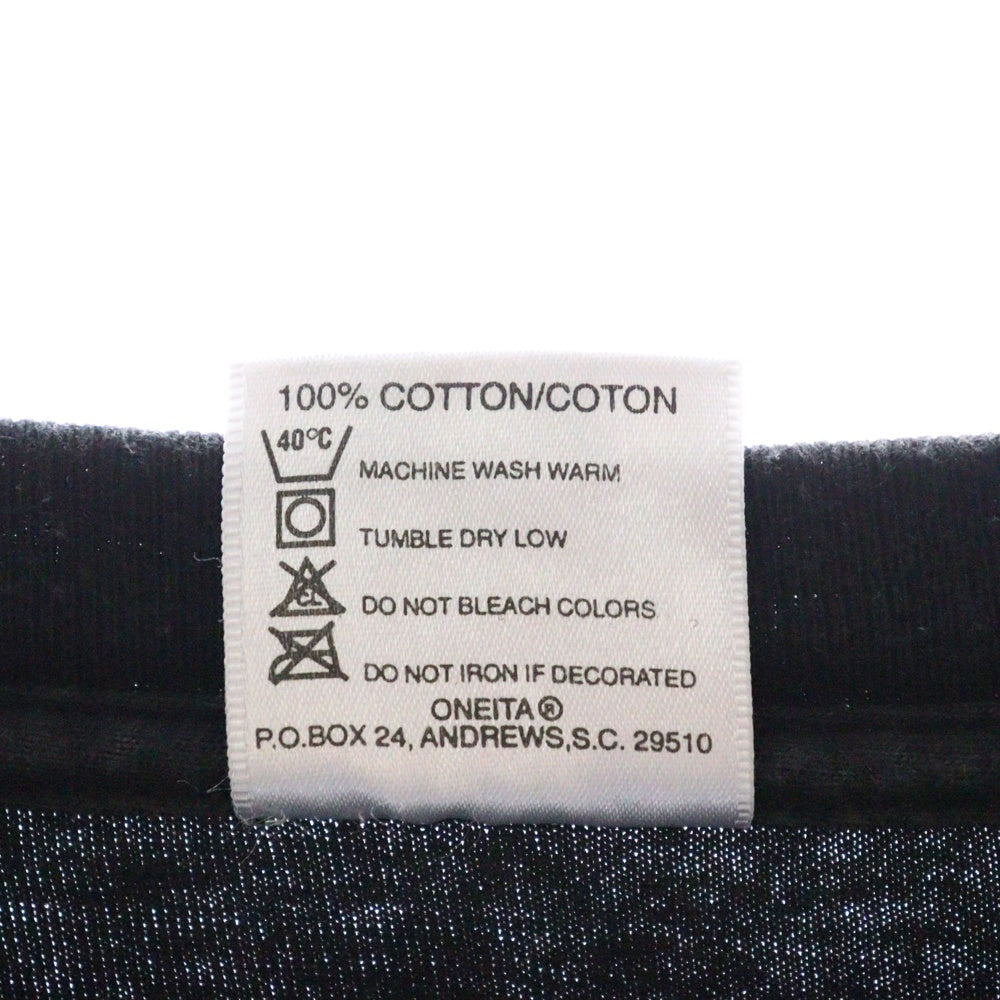 100% COTTON/COTON
40°C
MACHINE WASH WARM
TUMBLE DRY LOW
CL
DO NOT BLEACH COLORS
DO NOT IRON IF DECORATED
ONEITA®
P.O.BOX 24, ANDREWS,S.C. 29510